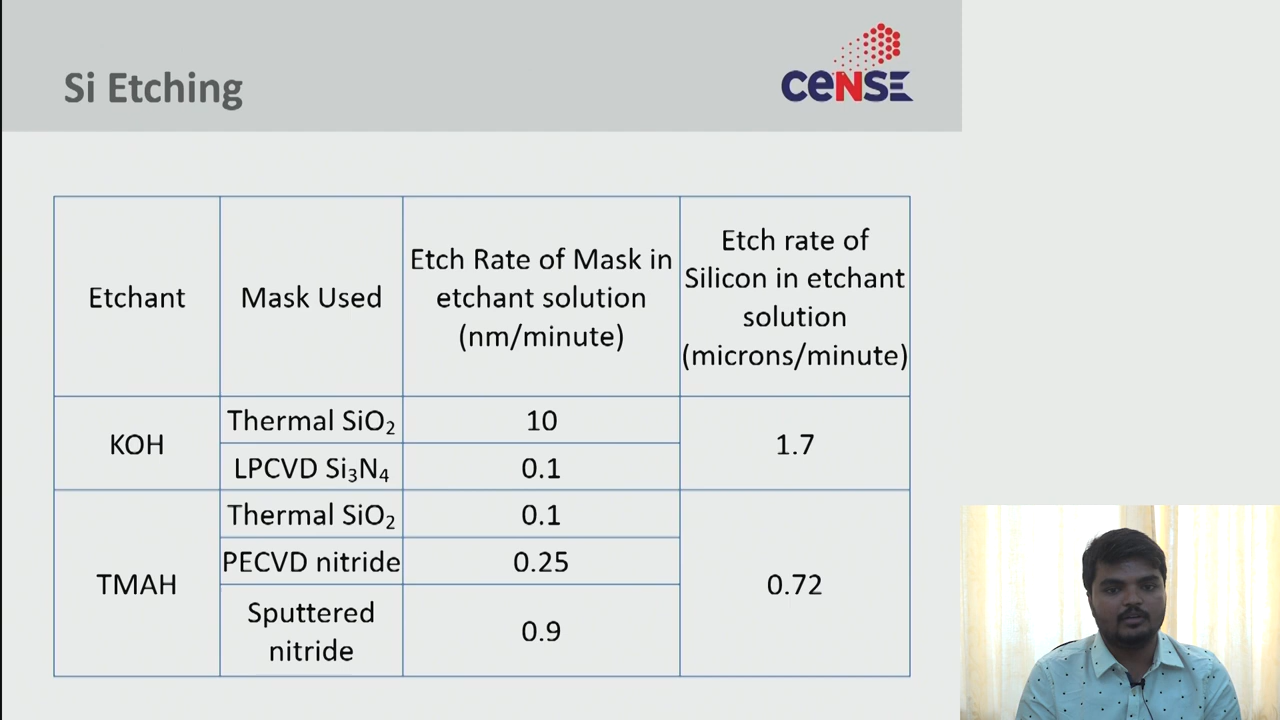 Si Etching
CeNSE
Etchant
Mask Used
Etch Rate of Mask in
etchant solution
(nm/minute)
Etch rate of
Silicon in etchant
solution
(microns/minute)
KOH
Thermal SiO₂
10
1.7
LPCVD Si₃N₄
0.1
TMAH
Thermal SiO₂
0.1
0.72
PECVD nitride
0.25
Sputtered
nitride
0.9